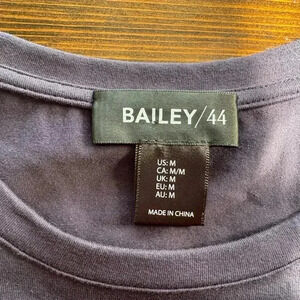 BAILEY/44
US: M
CA: M/M
UK: M
EU: M
AU: M
MADE IN CHINA